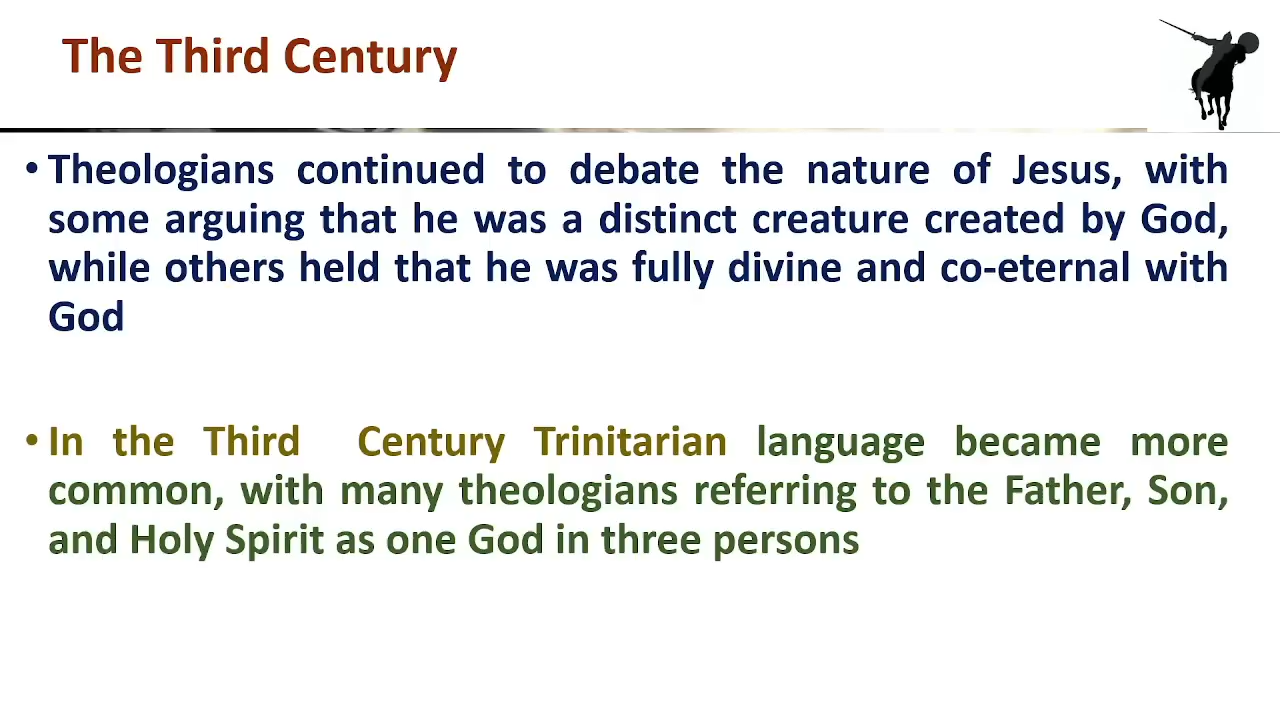 The Third Century
• Theologians continued to debate the nature of Jesus, with
some arguing that he was a distinct creature created by God,
while others held that he was fully divine and co-eternal with
God
• In the Third Century Trinitarian language became more
common, with many theologians referring to the Father, Son,
and Holy Spirit as one God in three persons